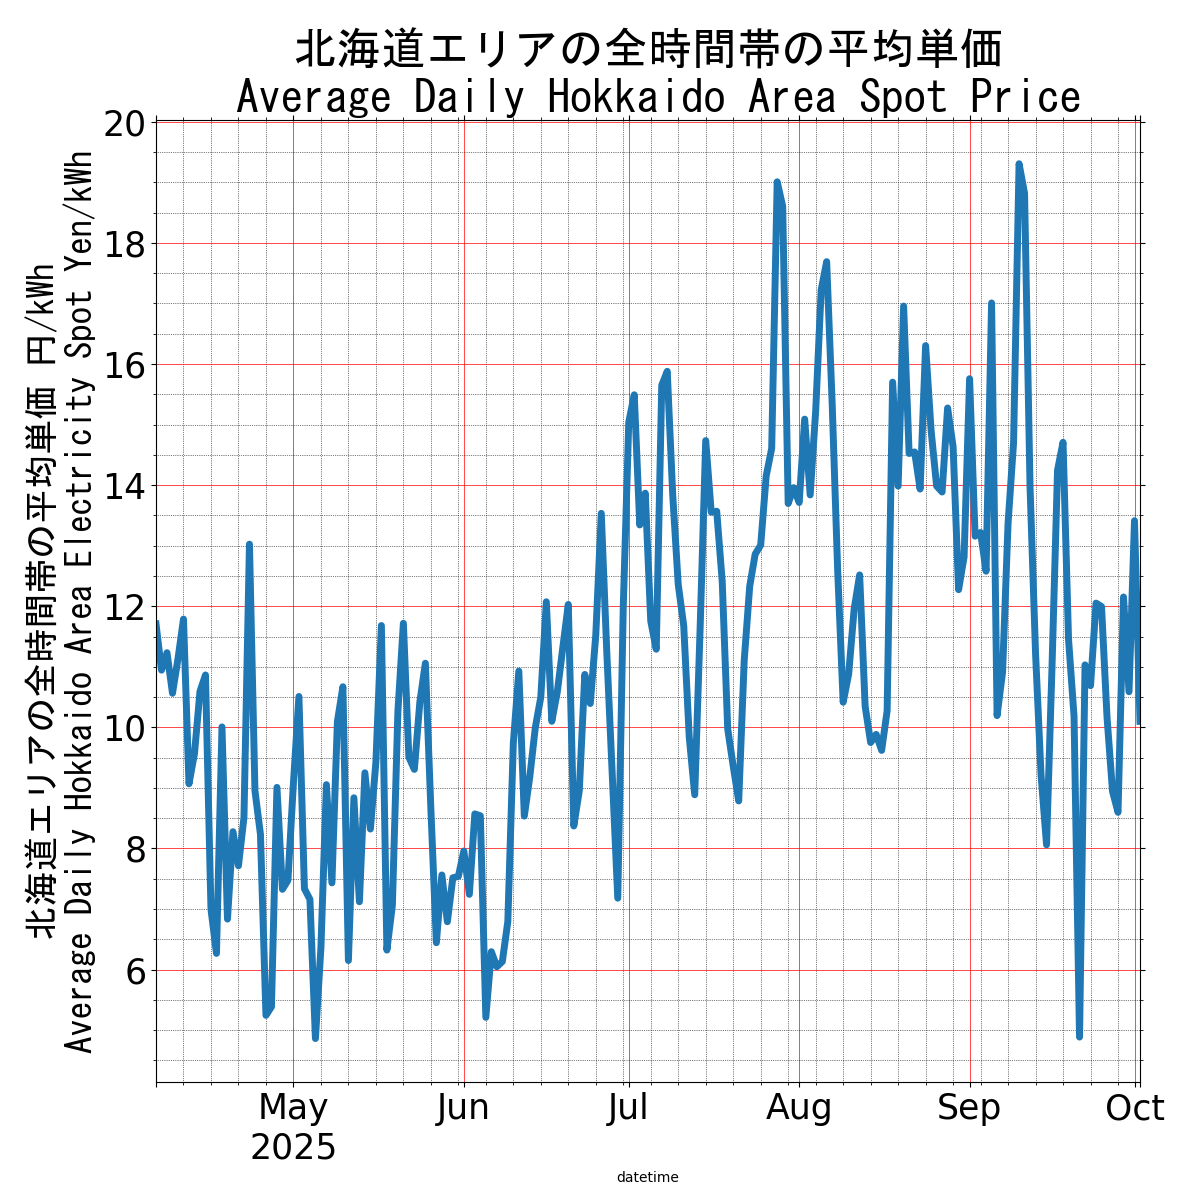 北海道エリアの全時間帯の平均単価
Average Daily Hokkaido Area Spot Price
北海道エリアの全時間帯の平均単価 円/kWh
Average Daily Hokkaido Area Electricity Spot Yen/kWh
20
18
16
14
12
10
8
6
May
2025
Jun
Jul
Aug
Sep
Oct
datetime